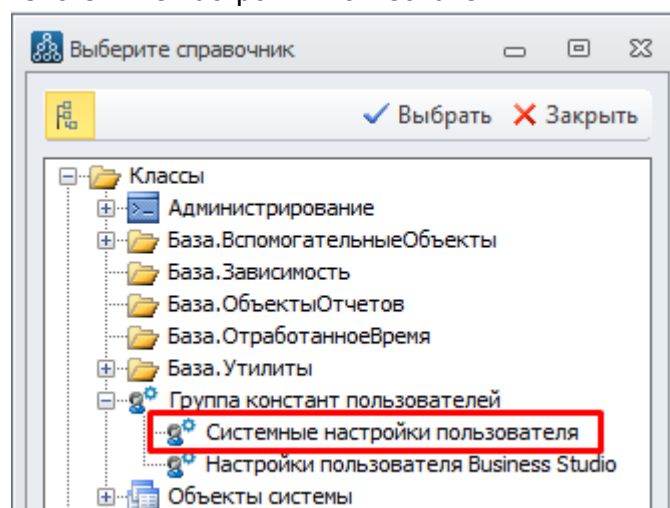 Выберите справочник
Выбрать Закрыть
Классы
Администрирование
База.ВспомогательныеОбъекты
База.Зависимость
База.ОбъектыОтчетов
База.ОтработанноеВремя
База.Утилиты
Группа констант пользователей
Системные настройки пользователя
Настройки пользователя Business Studio
Объекты системы